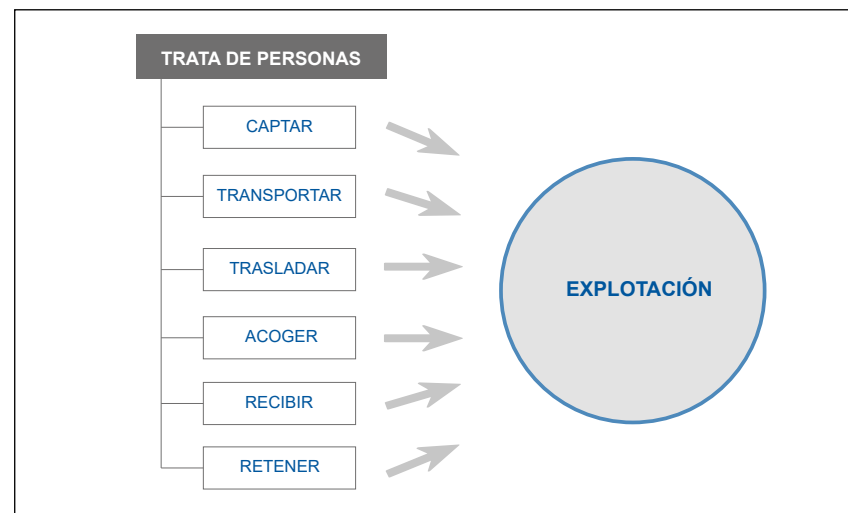 TRATA DE PERSONAS
CAPTAR
TRANSPORTAR
TRASLADAR
ACOGER
RECIBIR
RETENER
EXPLOTACIÓN